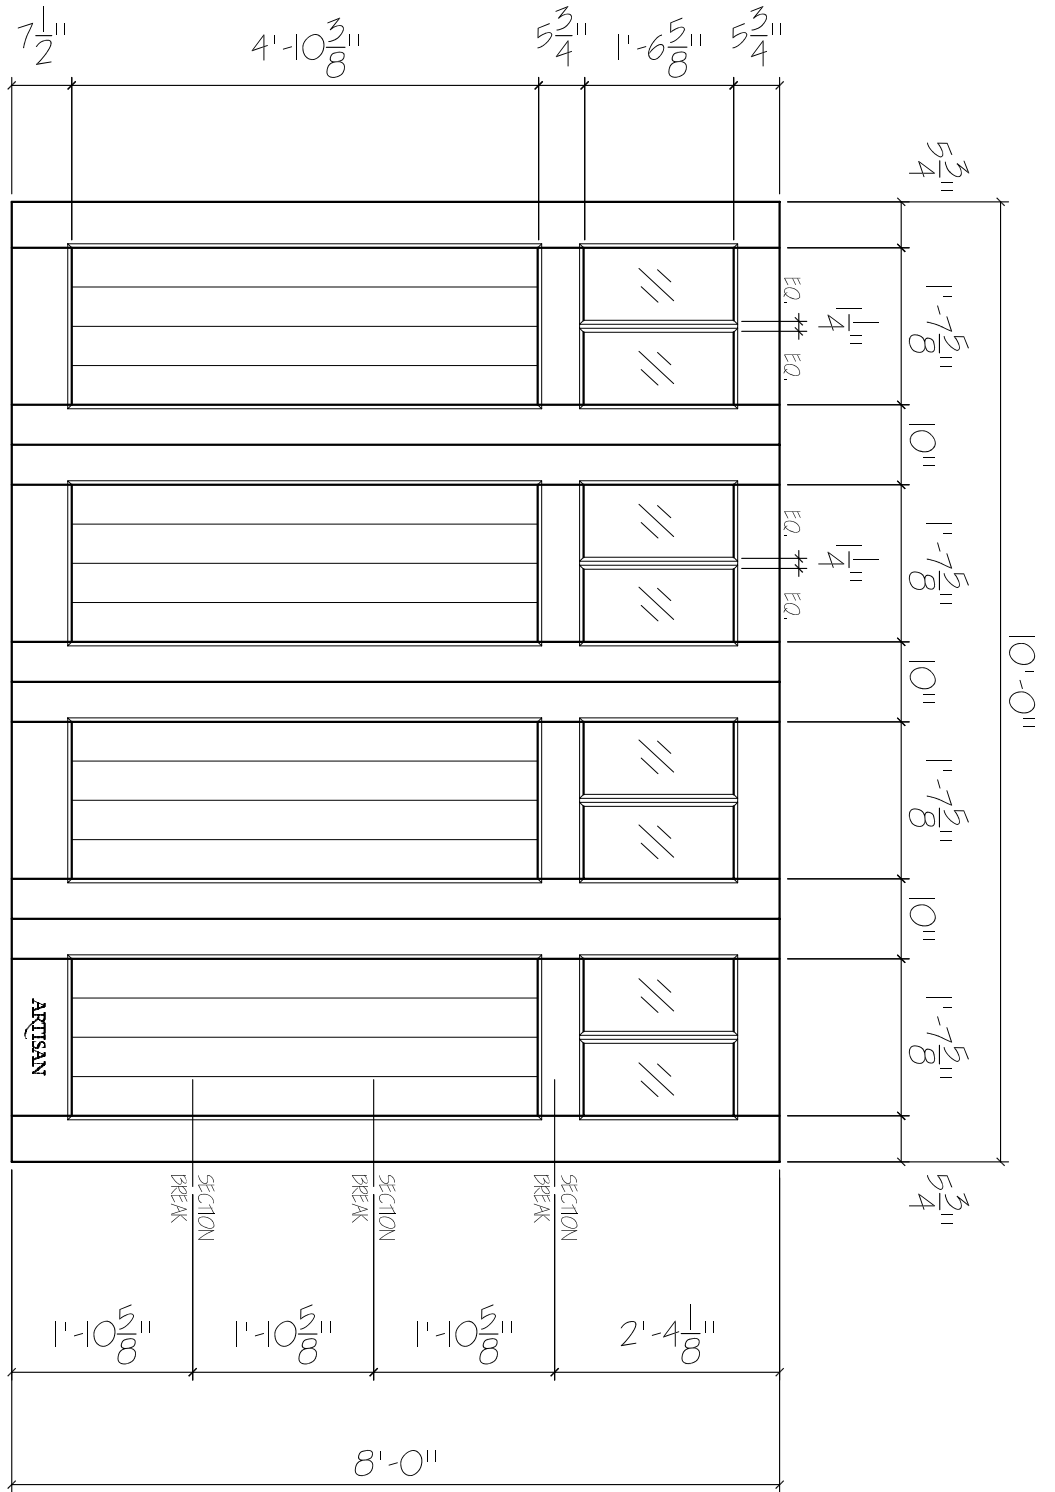 7 1/2"
4'-10 3/8"
5 3/4"
1'-6 5/8"
5 3/4"
5 3/4"
1'-7 5/8"
10"
1'-7 5/8"
10"
1'-7 5/8"
10"
1'-7 5/8"
5 3/4"
10'-0"
EQ.
1 1/4"
EQ.
EQ.
1 1/4"
EQ.
ARTISAN
SECTION
BREAK
SECTION
BREAK
SECTION
BREAK
1'-10 5/8"
1'-10 5/8"
1'-10 5/8"
2'-4 1/8"
8'-0"